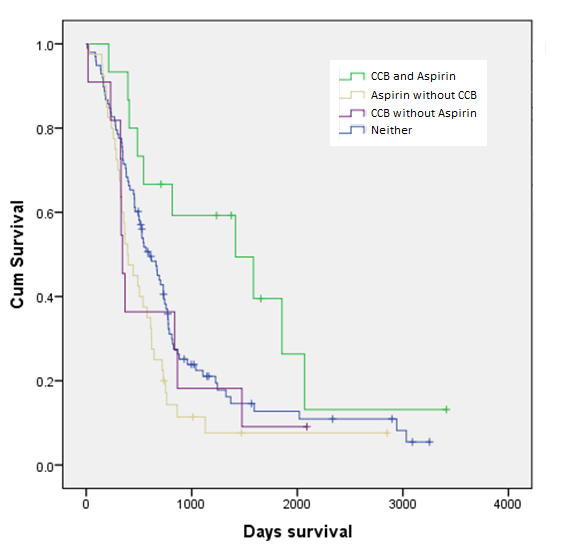 1.0
0.8
0.6
0.4
0.2
0.0
Cum Survival
CCB and Aspirin
Aspirin without CCB
CCB without Aspirin
Neither
0 1000 2000 3000 4000
Days survival